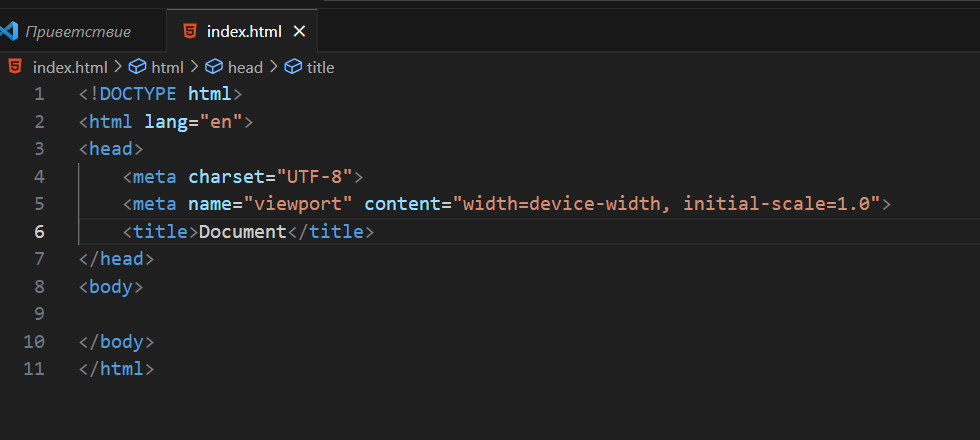 Приветствие index.html
index.html > html > head > title
1 <!DOCTYPE html>
2 <html lang="en">
3 <head>
4     <meta charset="UTF-8">
5     <meta name="viewport" content="width=device-width, initial-scale=1.0">
6     <title>Document</title>
7 </head>
8 <body>
9
10 </body>
11 </html>